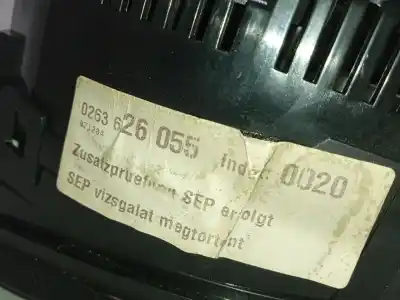 0263 626 055 Index 0020
Zusatzpruefung SEP erfolgt
SEP vizsgalat megtortent